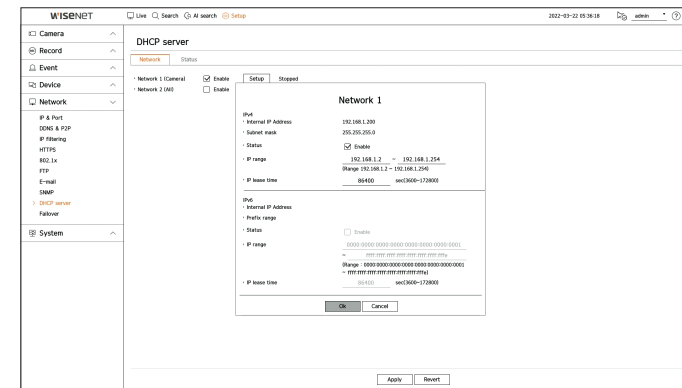 WISENET
Live Search AI search Setup
2022-03-22 05:36:18 admin ?
Camera
Record
Event
Device
Network
IP & Port
DDNS & P2P
IP filtering
HTTPS
802.1x
FTP
E-mail
SNMP
> DHCP server
Failover
System
DHCP server
Network Status
Network 1 (Camera) Enable Setup Stopped
Network 2 (All) Enable
Network 1
IPv4
Internal IP Address 192.168.1.200
Subnet mask 255.255.255.0
Status Enable
IP range 192.168.1.2 ~ 192.168.1.254
(Range 192.168.1.2 ~ 192.168.1.254)
IP lease time 86400 sec(3600~172800)
IPv6
Internal IP Address
Prefix range
Status Enable
IP range 0000:0000:0000:0000:0000:0000:0000:0001
~ ffff:ffff:ffff:ffff:ffff:ffff:ffff:fffe
(Range : 0000:0000:0000:0000:0000:0000:0000:0001
~ ffff:ffff:ffff:ffff:ffff:ffff:ffff:fffe)
IP lease time 86400 sec(3600~172800)
Ok Cancel
Apply Revert